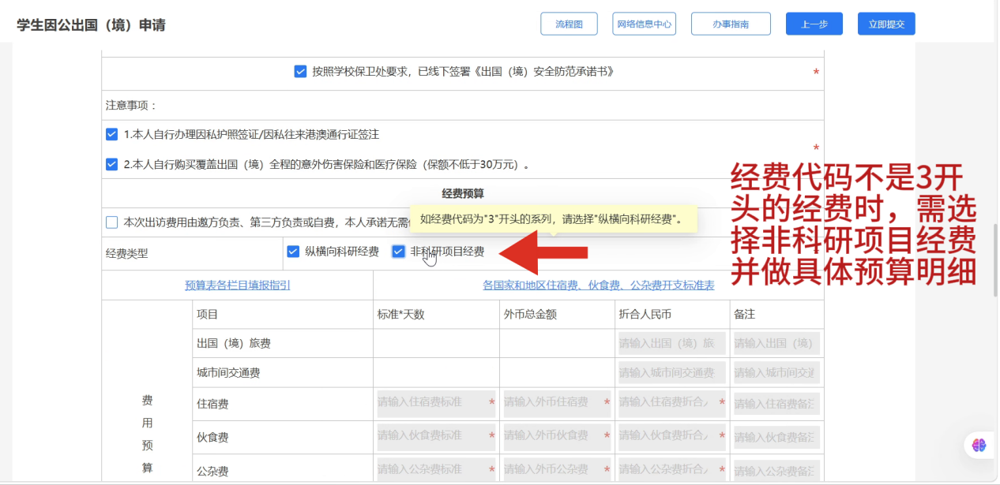 学生因公出国（境）申请
流程图
网络信息中心
办事指南
上一步
立即提交
按照学校保卫处要求，已线下签署《出国（境）安全防范承诺书》
*
注意事项：
1.本人自行办理因私护照签证/因私往来港澳通行证签注
*
2.本人自行购买覆盖出国（境）全程的意外伤害保险和医疗保险（保额不低于30万元）。
经费预算
如经费代码为"3"开头的系列，请选择"纵横向科研经费"。
本次出访费用由邀方负责、第三方负责或自费，本人承诺无需
经费类型
纵横向科研经费
非科研项目经费
经费代码不是3开
头的经费时，需选
择非科研项目经费
并做具体预算明细
预算表各栏目填报指引
各国家和地区住宿费、伙食费、公杂费开支标准表
费用预算
项目 标准*天数 外币总金额 折合人民币 备注
出国（境）旅费 请输入出国（境）旅 请输入出国（境）
城市间交通费 请输入城市间交通费 请输入城市间交
住宿费 请输入住宿费标准 * 请输入外币住宿费 * 请输入住宿费折合 * 请输入住宿费备
伙食费 请输入伙食费标准 * 请输入外币伙食费 * 请输入伙食费折合 * 请输入伙食费备
公杂费 请输入公杂费标准 * 请输入外币公杂费 * 请输入公杂费折合 * 请输入公杂费备